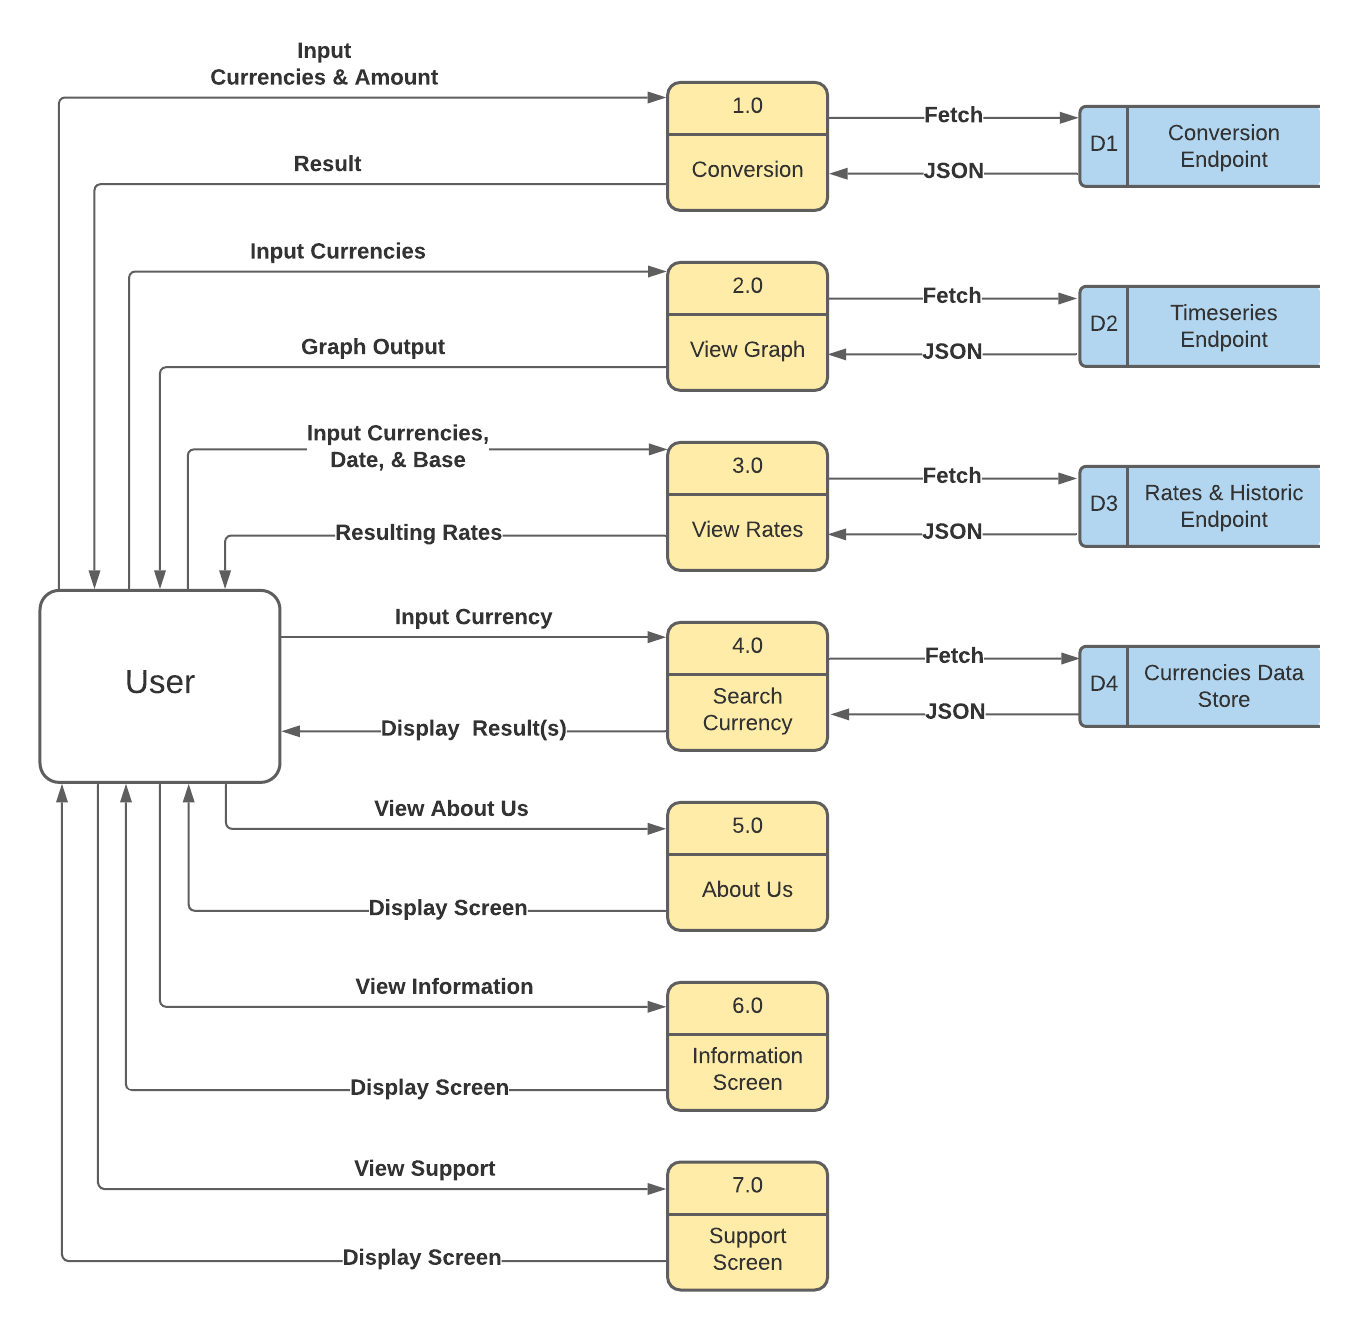 Input
Currencies & Amount
1.0
Conversion
Fetch
JSON
D1
Conversion
Endpoint
Result
Input Currencies
2.0
View Graph
Fetch
JSON
D2
Timeseries
Endpoint
Graph Output
Input Currencies,
Date, & Base
3.0
View Rates
Fetch
JSON
D3
Rates & Historic
Endpoint
Resulting Rates
User
Input Currency
4.0
Search
Currency
Fetch
JSON
D4
Currencies Data
Store
Display  Result(s)
View About Us
5.0
About Us
Display Screen
View Information
6.0
Information
Screen
Display Screen
View Support
7.0
Support
Screen
Display Screen